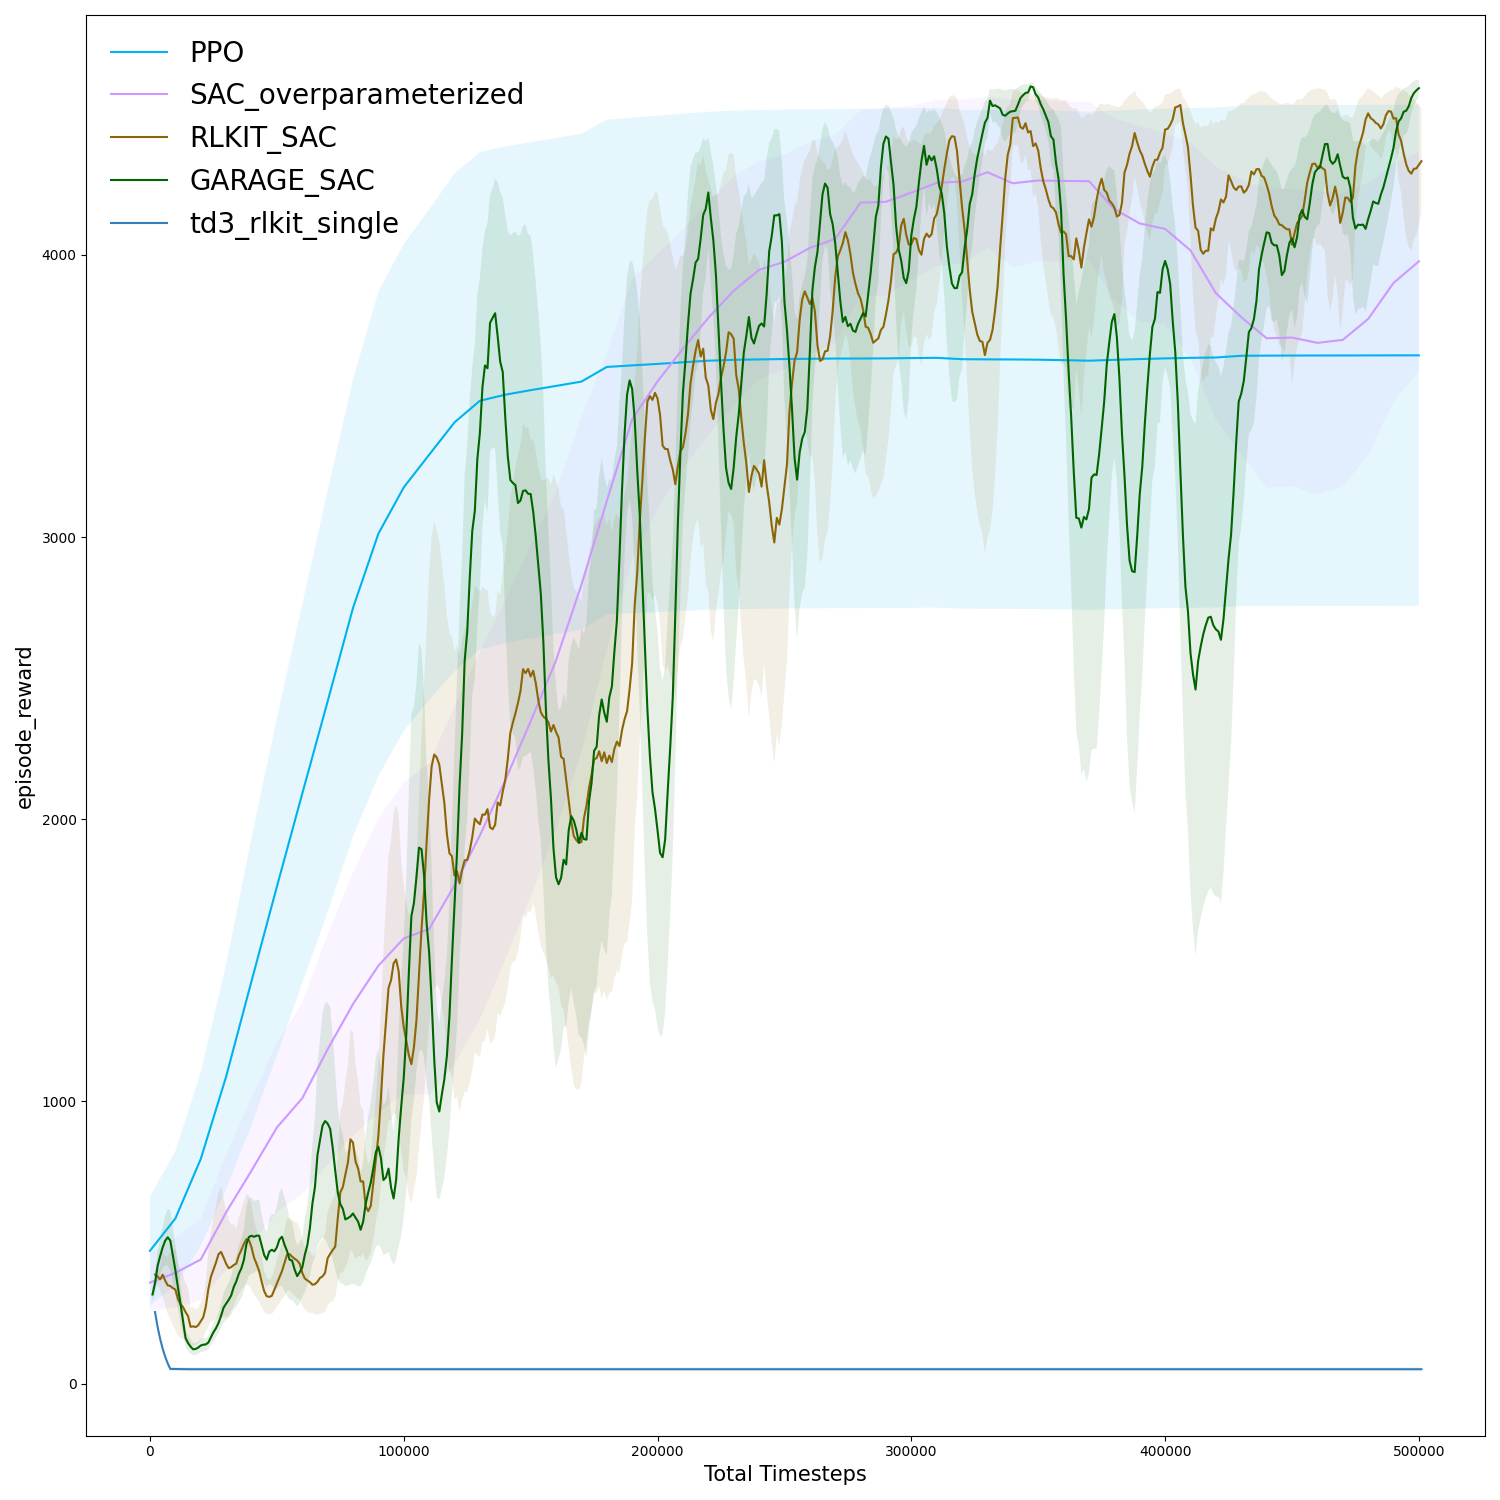 PPO
SAC_overparameterized
RLKIT_SAC
GARAGE_SAC
td3_rlkit_single
episode_reward
4000
3000
2000
1000
0
0 100000 200000 300000 400000 500000
Total Timesteps